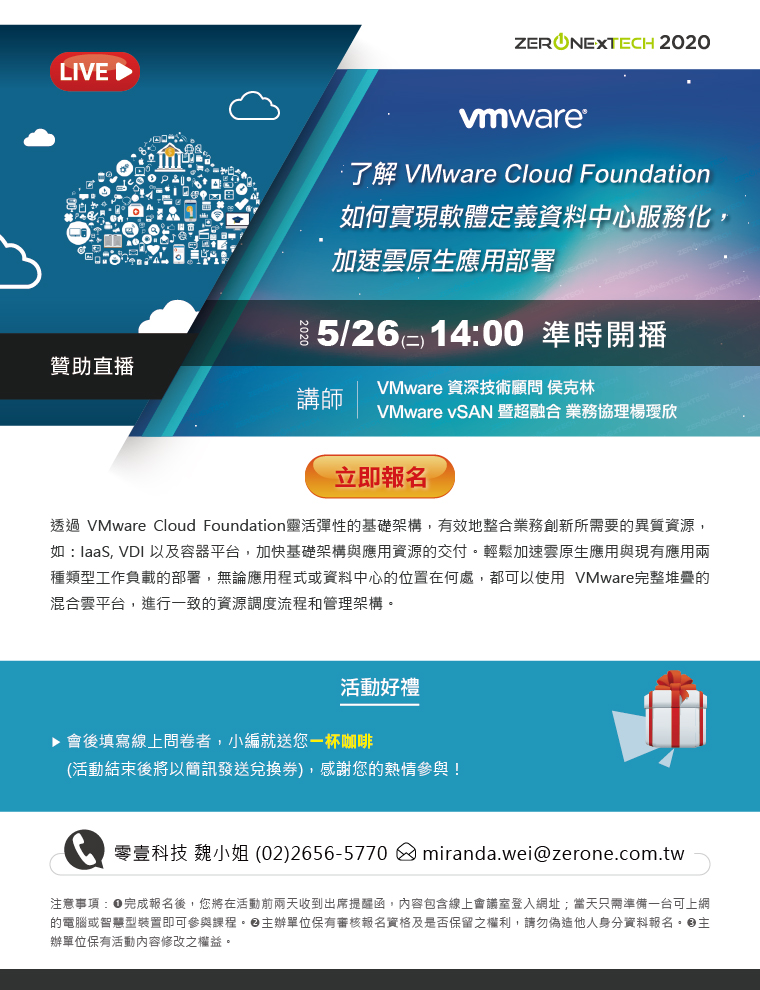 ZERONExTECH 2020
LIVE
vmware®
了解 VMware Cloud Foundation
如何實現軟體定義資料中心服務化，
加速雲原生應用部署
2020 5/26(二) 14:00 準時開播
贊助直播
講師
VMware 資深技術顧問 侯克林
VMware vSAN 暨超融合 業務協理楊璦欣
立即報名
透過 VMware Cloud Foundation靈活彈性的基礎架構，有效地整合業務創新所需要的異質資源，
如：IaaS, VDI 以及容器平台，加快基礎架構與應用資源的交付。輕鬆加速雲原生應用與現有應用兩
種類型工作負載的部署，無論應用程式或資料中心的位置在何處，都可以使用 VMware完整堆疊的
混合雲平台，進行一致的資源調度流程和管理架構。
活動好禮
▶ 會後填寫線上問卷者，小編就送您一杯咖啡
(活動結束後將以簡訊發送兌換券)，感謝您的熱情參與！
零壹科技 魏小姐 (02)2656-5770 miranda.wei@zerone.com.tw
注意事項：❶完成報名後，您將在活動前兩天收到出席提醒函，內容包含線上會議室登入網址；當天只需準備一台可上網
的電腦或智慧型裝置即可參與課程。❷主辦單位保有審核報名資格及是否保留之權利，請勿偽造他人身分資料報名。❸主
辦單位保有活動內容修改之權益。